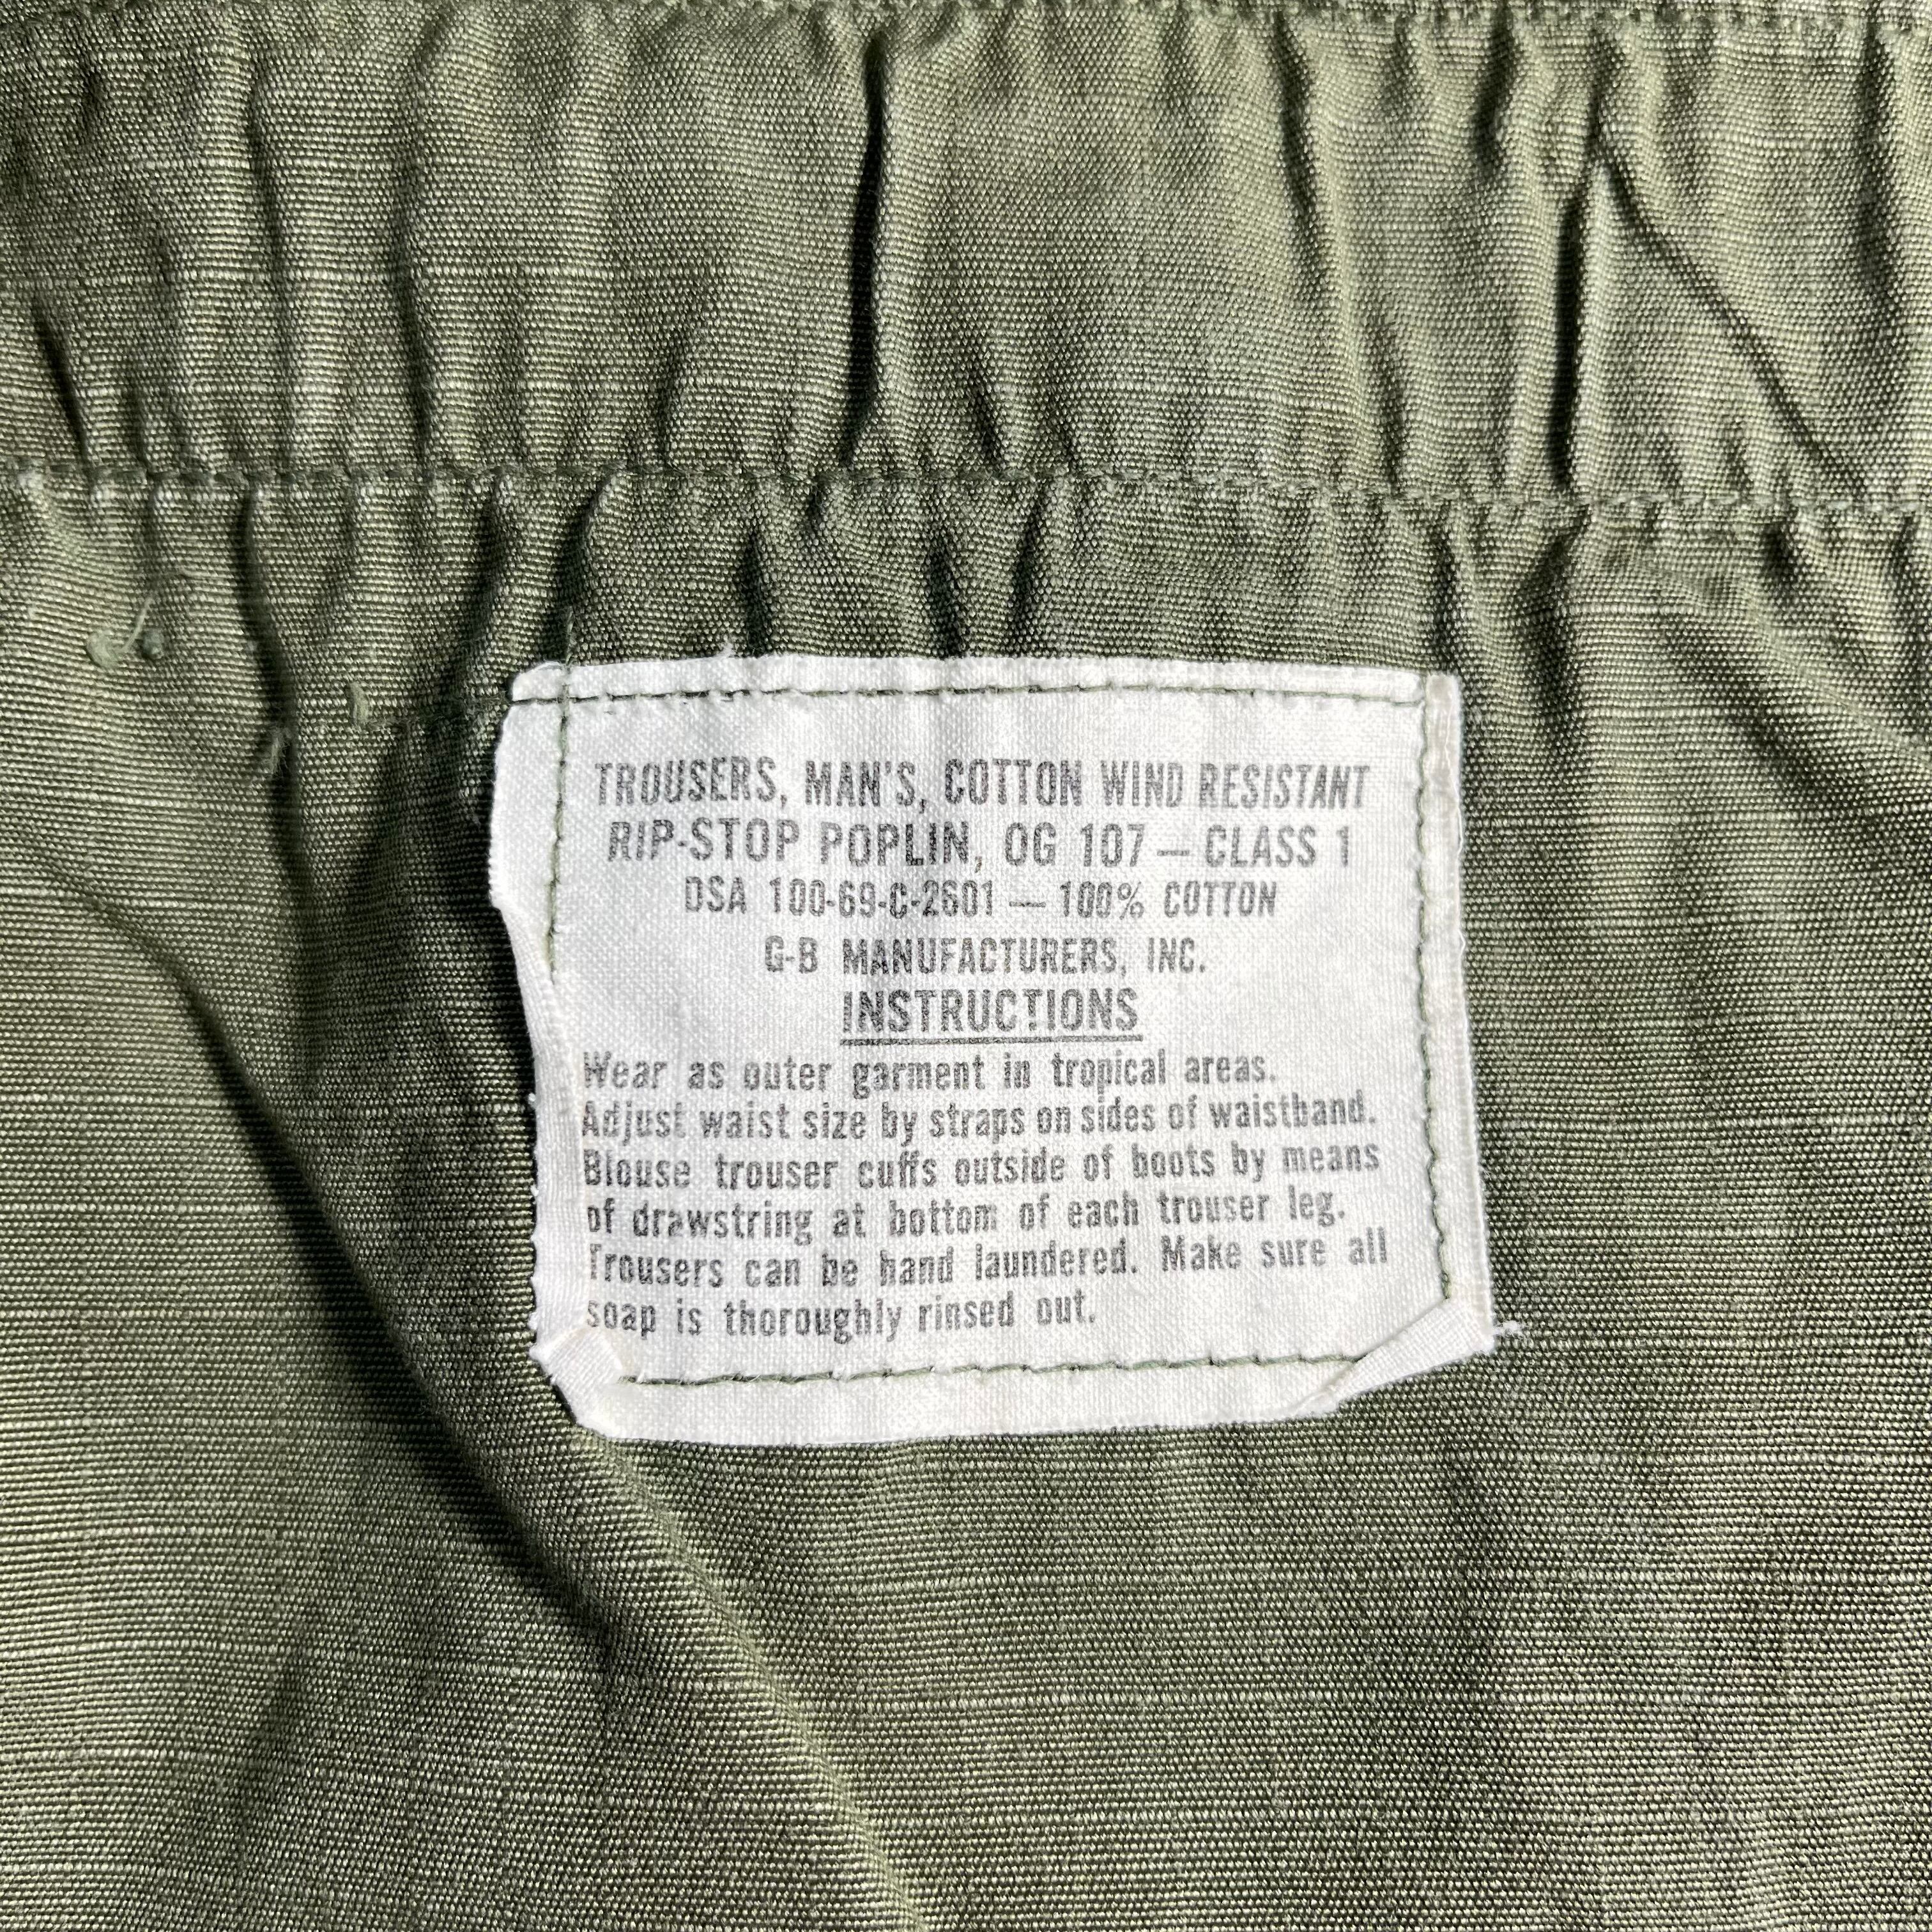 TROUSERS, MAN'S, COTTON WIND RESISTANT
RIP-STOP POPLIN, OG 107 — CLASS 1
DSA 100-69-C-2601 — 100% COTTON
G-B MANUFACTURERS, INC.
INSTRUCTIONS
Wear as outer garment in tropical areas.
Adjust waist size by straps on sides of waistband.
Blouse trouser cuffs outside of boots by means
of drawstring at bottom of each trouser leg.
Trousers can be hand laundered. Make sure all
soap is thoroughly rinsed out.